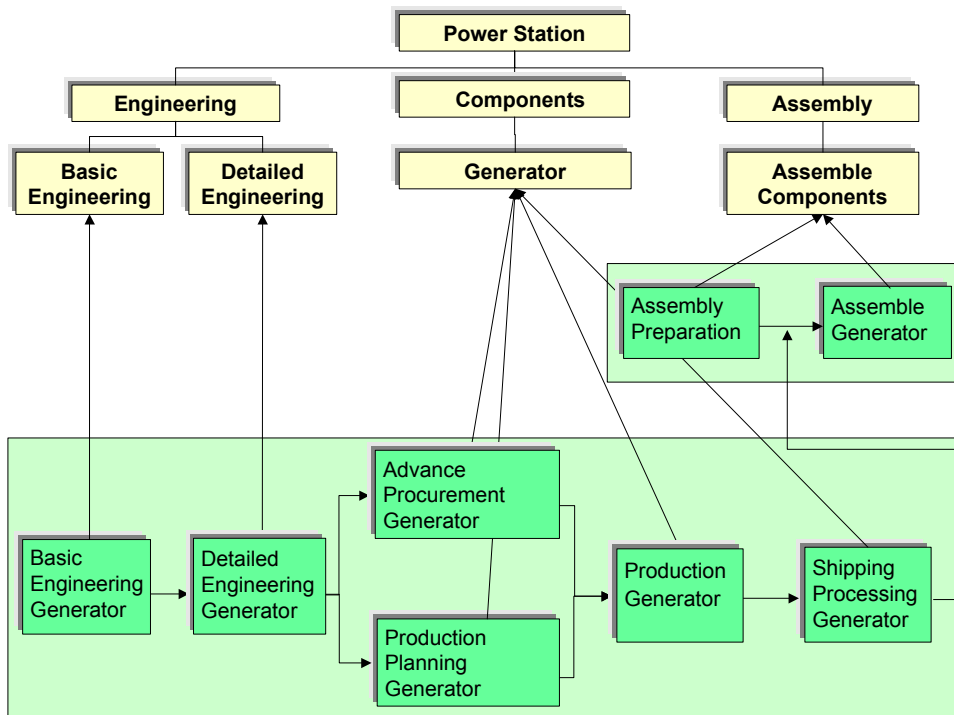 Power Station
Engineering
Components
Assembly
Basic
Engineering
Detailed
Engineering
Generator
Assemble
Components
Assembly
Preparation
Assemble
Generator
Advance
Procurement
Generator
Basic
Engineering
Generator
Detailed
Engineering
Generator
Production
Planning
Generator
Production
Generator
Shipping
Processing
Generator